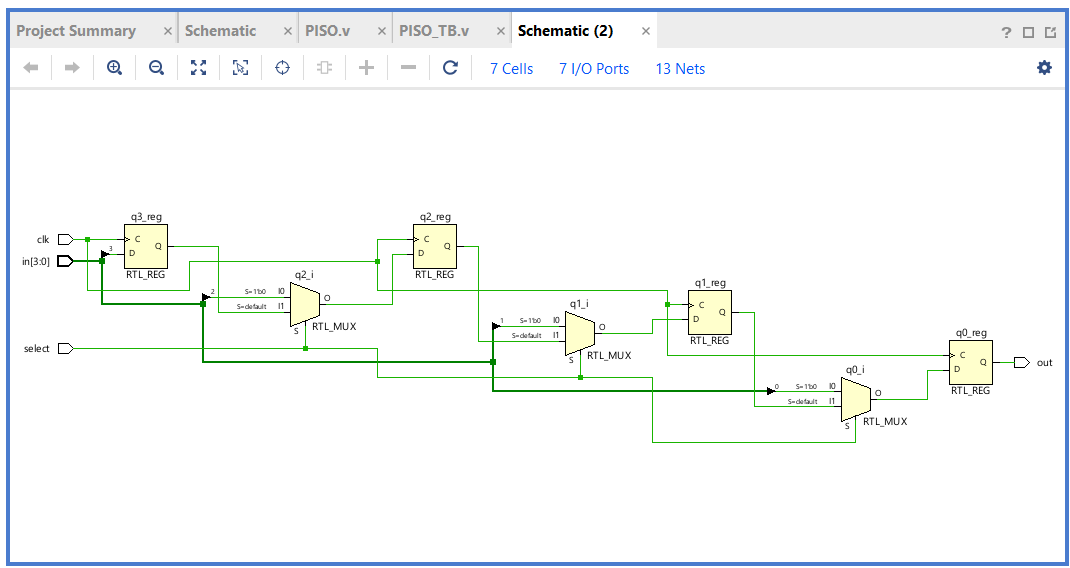 Project Summary × Schematic × PISO.v × PISO_TB.v × Schematic (2) ×
?
7 Cells 7 I/O Ports 13 Nets
q3_reg
clk
C
Q
in[3:0]
3
D
RTL_REG
q2_reg
C
Q
D
RTL_REG
q2_i
2
S=1'b0
I0
O
S=default
I1
S
RTL_MUX
select
q1_reg
C
Q
D
RTL_REG
q1_i
1
S=1'b0
I0
O
S=default
I1
S
RTL_MUX
q0_reg
C
Q
D
RTL_REG
out
q0_i
0
S=1'b0
I0
O
S=default
I1
S
RTL_MUX